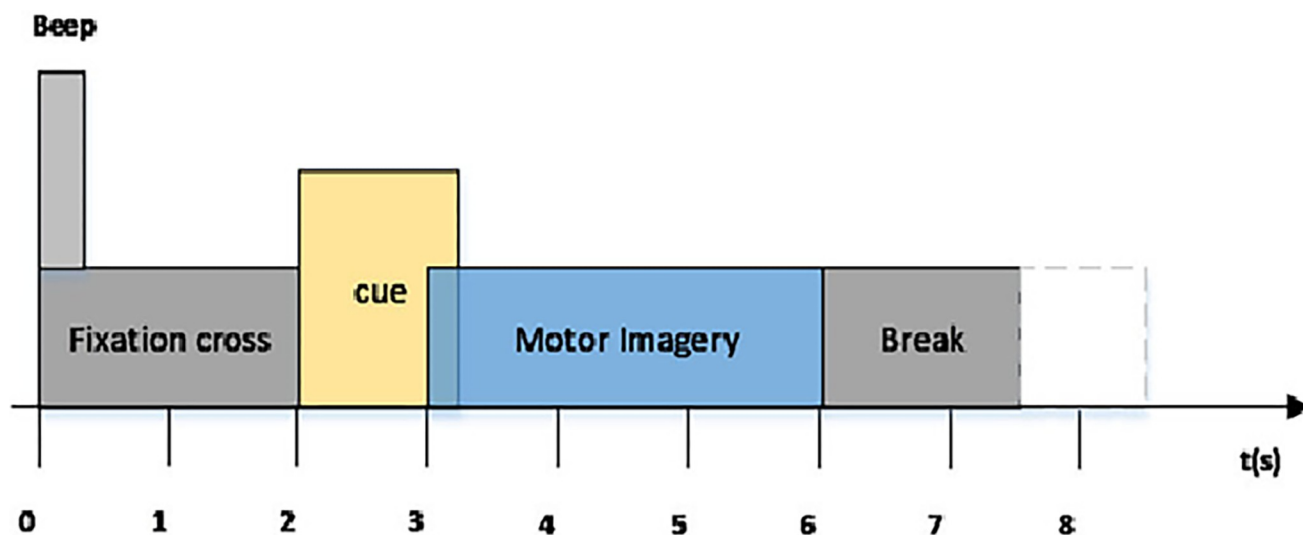 Beep
cue
Fixation cross
Motor Imagery
Break
t(s)
0 1 2 3 4 5 6 7 8